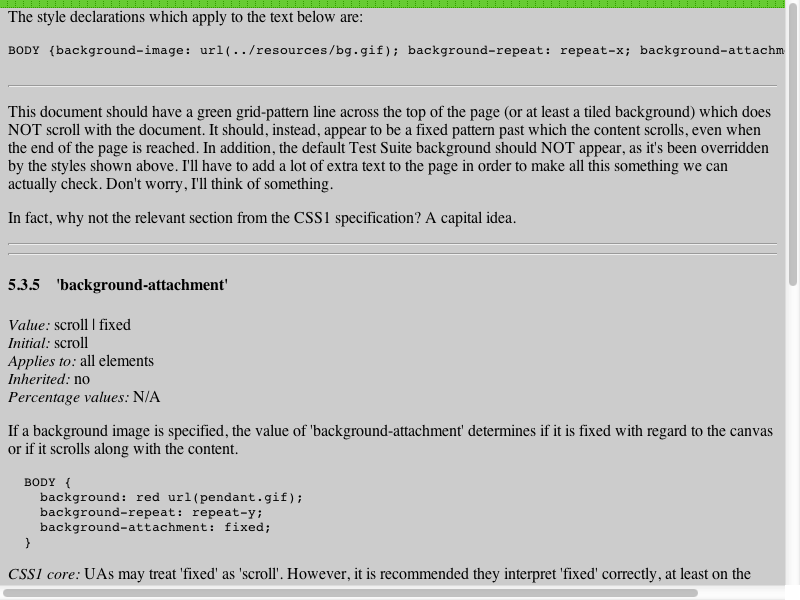 The style declarations which apply to the text below are:
BODY {background-image: url(../resources/bg.gif); background-repeat: repeat-x; background-attachm
This document should have a green grid-pattern line across the top of the page (or at least a tiled background) which does
NOT scroll with the document. It should, instead, appear to be a fixed pattern past which the content scrolls, even when
the end of the page is reached. In addition, the default Test Suite background should NOT appear, as it's been overridden
by the styles shown above. I'll have to add a lot of extra text to the page in order to make all this something we can
actually check. Don't worry, I'll think of something.
In fact, why not the relevant section from the CSS1 specification? A capital idea.
5.3.5 'background-attachment'
Value: scroll | fixed
Initial: scroll
Applies to: all elements
Inherited: no
Percentage values: N/A
If a background image is specified, the value of 'background-attachment' determines if it is fixed with regard to the canvas
or if it scrolls along with the content.
BODY {
background: red url(pendant.gif);
background-repeat: repeat-y;
background-attachment: fixed;
}
CSS1 core: UAs may treat 'fixed' as 'scroll'. However, it is recommended they interpret 'fixed' correctly, at least on the